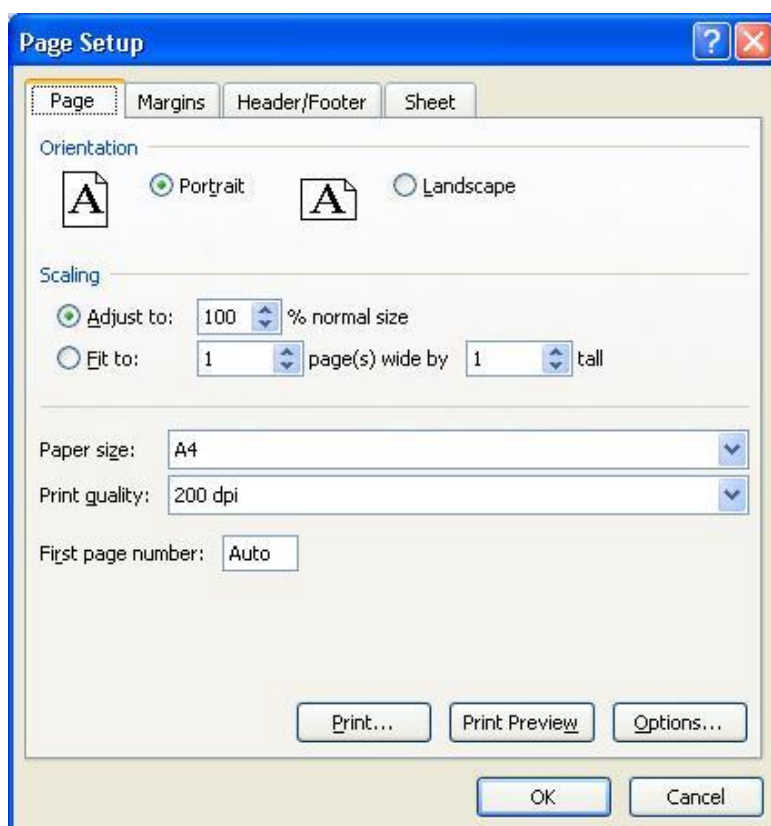 Page Setup
Page Margins Header/Footer Sheet
Orientation
A Portrait A Landscape
Scaling
Adjust to: 100 % normal size
Fit to: 1 page(s) wide by 1 tall
Paper size: A4
Print quality: 200 dpi
First page number: Auto
Print... Print Preview Options...
OK Cancel